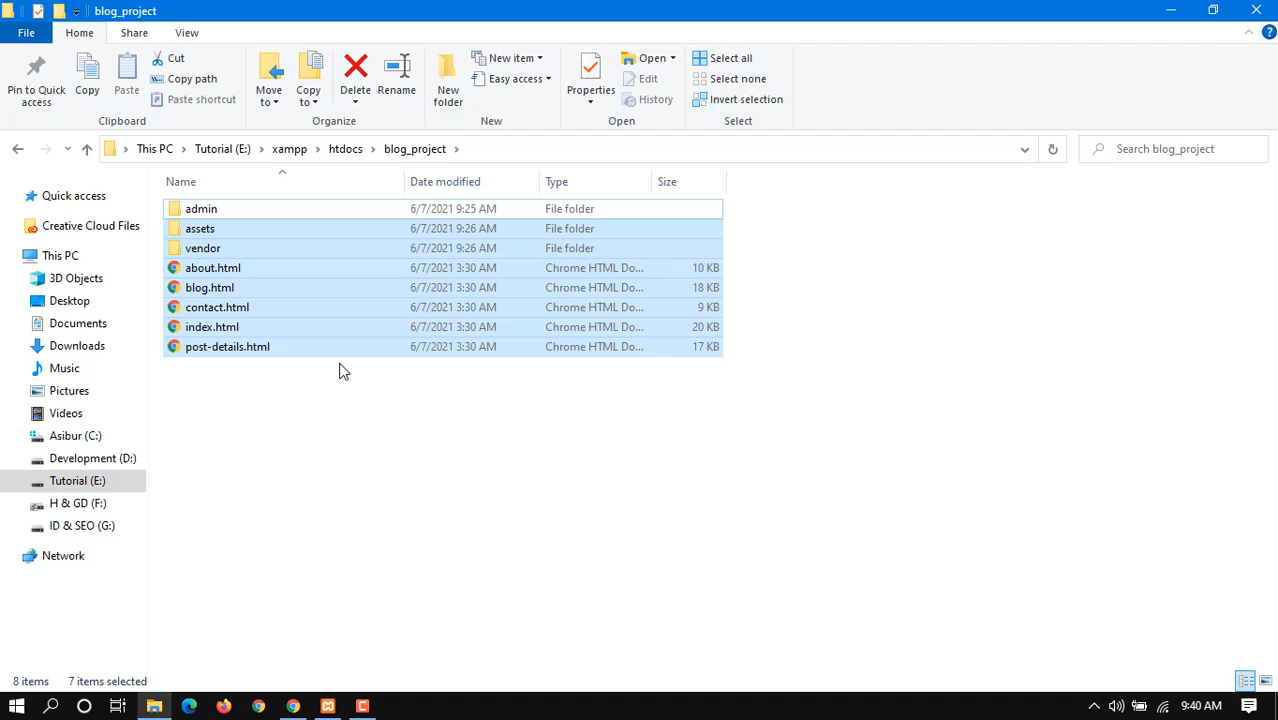 blog_project
File Home Share View
Pin to Quick access
Copy
Paste
Cut
Copy path
Paste shortcut
Clipboard
Move to
Copy to
Delete
Rename
Organize
New folder
New item
Easy access
New
Properties
Open
Edit
History
Open
Select all
Select none
Invert selection
Select
This PC Tutorial (E:) xampp htdocs blog_project
Search blog_project
Quick access
Creative Cloud Files
This PC
3D Objects
Desktop
Documents
Downloads
Music
Pictures
Videos
Asibur (C:)
Development (D:)
Tutorial (E:)
H & GD (F:)
ID & SEO (G:)
Network
Name Date modified Type Size
admin 6/7/2021 9:25 AM File folder
assets 6/7/2021 9:26 AM File folder
vendor 6/7/2021 9:26 AM File folder
about.html 6/7/2021 3:30 AM Chrome HTML Do... 10 KB
blog.html 6/7/2021 3:30 AM Chrome HTML Do... 18 KB
contact.html 6/7/2021 3:30 AM Chrome HTML Do... 9 KB
index.html 6/7/2021 3:30 AM Chrome HTML Do... 20 KB
post-details.html 6/7/2021 3:30 AM Chrome HTML Do... 17 KB
8 items 7 items selected
9:40 AM